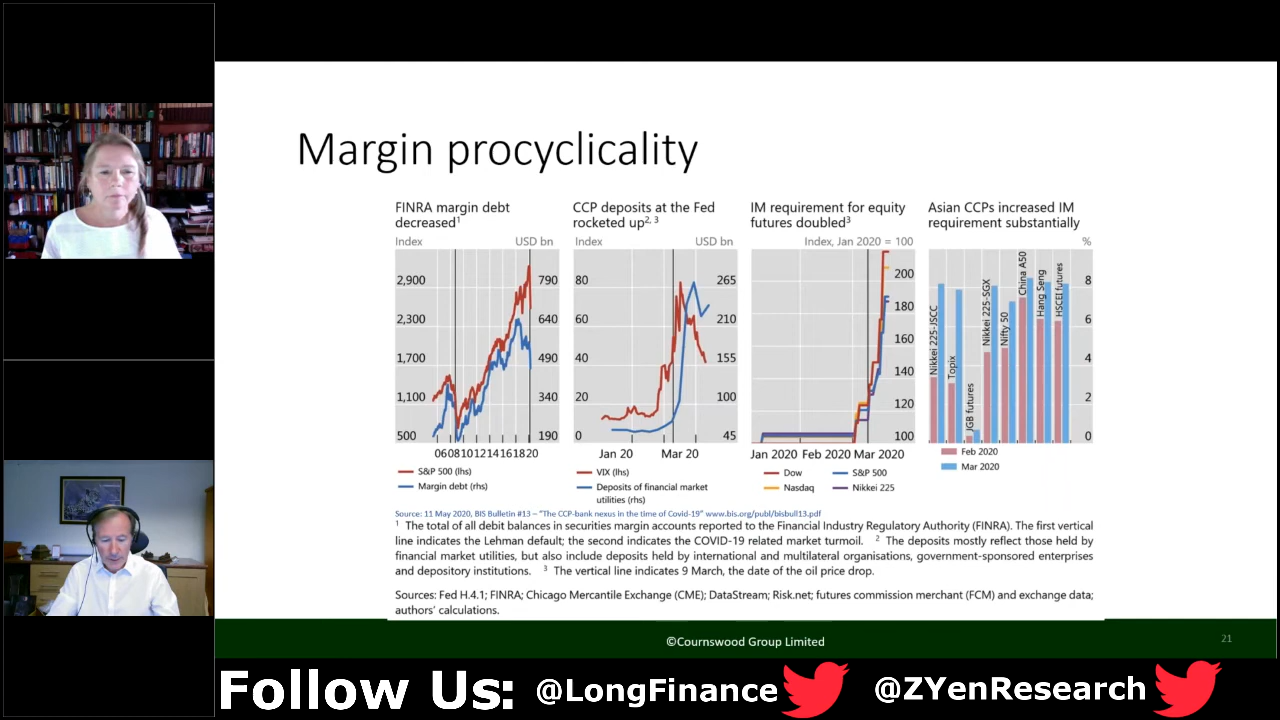 Margin procyclicality
FINRA margin debt
decreased¹
Index USD bn
2,900 790
2,300 640
1,700 490
1,100 340
500 190
06 08 10 12 14 16 18 20
S&P 500 (lhs)
Margin debt (rhs)
CCP deposits at the Fed
rocketed up², ³
Index USD bn
80 265
60 210
40 155
20 100
0 45
Jan 20 Mar 20
VIX (lhs)
Deposits of financial market
utilities (rhs)
IM requirement for equity
futures doubled³
Index, Jan 2020 = 100
200
180
160
140
120
100
Jan 2020 Feb 2020 Mar 2020
Dow S&P 500
Nasdaq Nikkei 225
Asian CCPs increased IM
requirement substantially
%
8
6
4
2
0
Nikkei 225-JSCC
Topix
JGB futures
Nikkei 225-SGX
Nifty 50
China A50
Hang Seng
HSCEI futures
Feb 2020
Mar 2020
Source: 11 May 2020, BIS Bulletin #13 – "The CCP-bank nexus in the time of Covid-19" www.bis.org/publ/bisbull13.pdf
¹ The total of all debit balances in securities margin accounts reported to the Financial Industry Regulatory Authority (FINRA). The first vertical
line indicates the Lehman default; the second indicates the COVID-19 related market turmoil. ² The deposits mostly reflect those held by
financial market utilities, but also include deposits held by international and multilateral organisations, government-sponsored enterprises
and depository institutions. ³ The vertical line indicates 9 March, the date of the oil price drop.
Sources: Fed H.4.1; FINRA; Chicago Mercantile Exchange (CME); DataStream; Risk.net; futures commission merchant (FCM) and exchange data;
authors' calculations.
©Cournswood Group Limited
21
Follow Us: @LongFinance @ZYenResearch